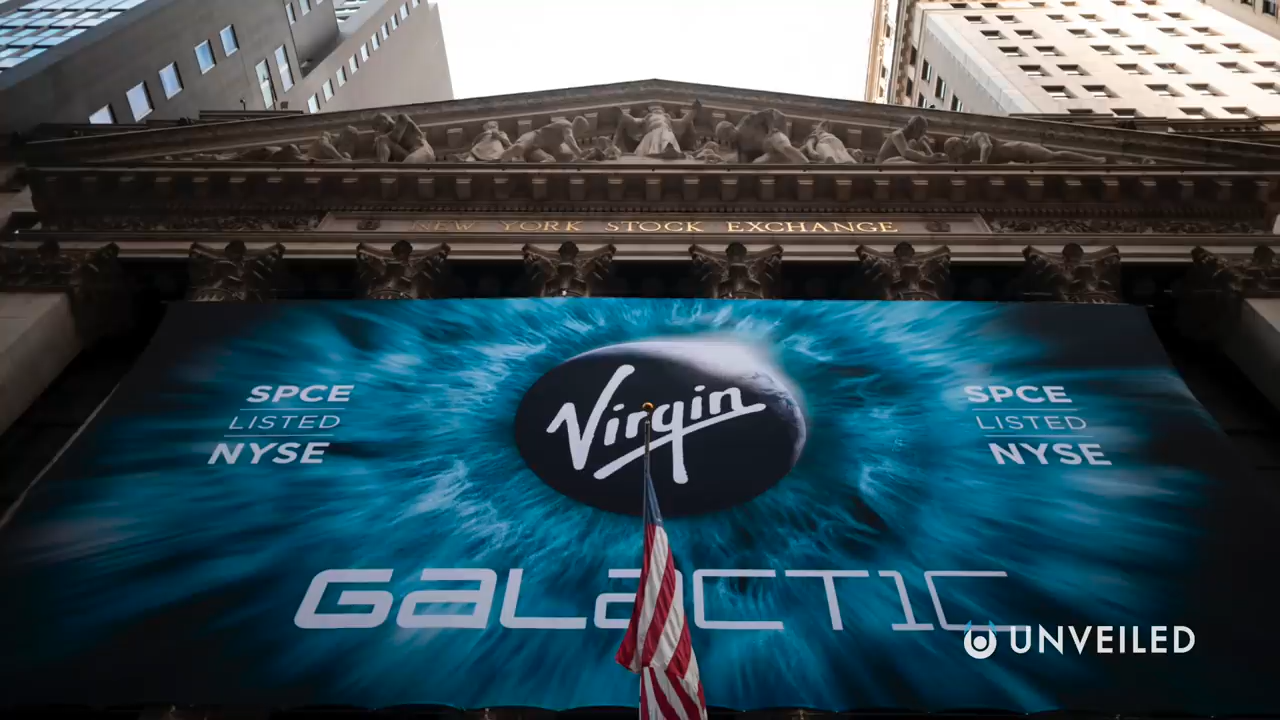 NEW YORK STOCK EXCHANGE
SPCE
LISTED
NYSE
Virgin
SPCE
LISTED
NYSE
GALACTIC
UNVEILED